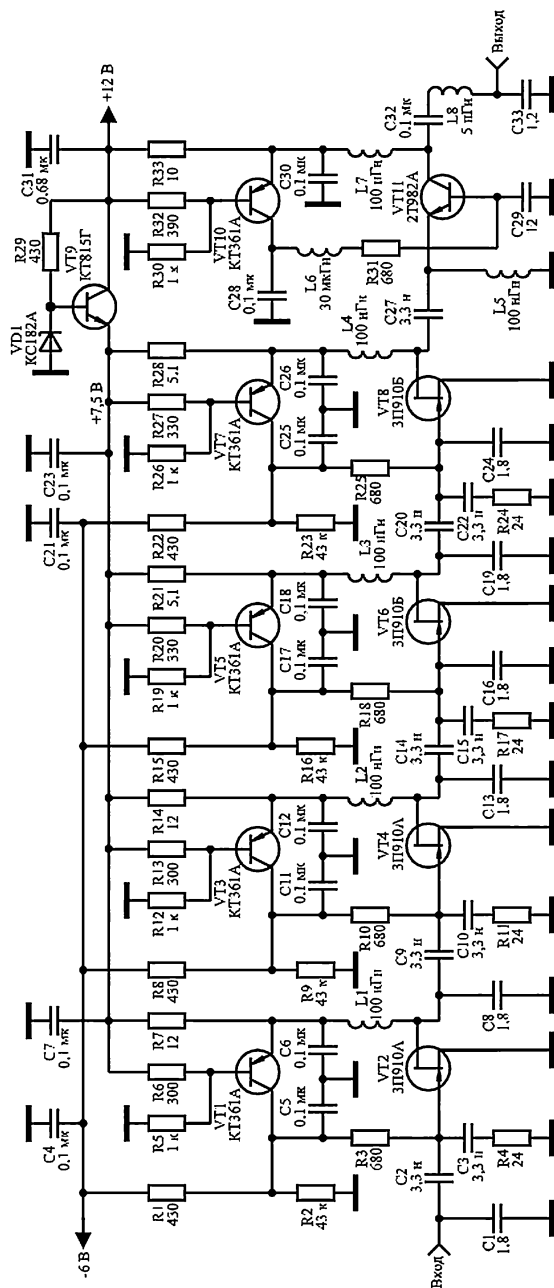 Вход
Выход
-6 В
+12 В
+7,5 В
C1
1.8
C2
3,3 н
C3
3,3 н
R4
24
R1
430
R2
43 к
R3
680
C4
0,1 мк
R5
1 к
R6
300
VT1
КТ361А
C5
0.1 мк
C6
0,1 мк
R7
12
C7
0,1 мк
L1
100 нГн
VT2
3П910А
C8
1.8
C9
3,3 н
C10
3,3 н
R11
24
R8
430
R9
43 к
R10
680
R12
1 к
R13
300
VT3
КТ361А
C11
0.1 мк
C12
0.1 мк
R14
12
L2
100 нГн
VT4
3П910А
C13
1.8
C14
3,3 н
C15
3,3 н
R17
24
C16
1.8
R15
430
R16
43 к
R18
680
R19
1 к
R20
330
VT5
КТ361А
C17
0.1 мк
C18
0,1 мк
R21
5,1
L3
100 нГн
VT6
3П910Б
C19
1,8
C20
3,3 н
C22
3,3 н
R24
24
C24
1.8
C21
0,1 мк
C23
0.1 мк
R22
430
R23
43 к
R25
680
R26
1 к
R27
330
VT7
КТ361А
C25
0,1 мк
C26
0,1 мк
R28
5.1
L4
100 нГн
VT8
3П910Б
C27
3,3 н
L5
100 нГн
VD1
КС182А
R29
430
VT9
КТ815Г
C31
0,68 мк
R30
1 к
R32
390
R33
10
VT10
КТ361А
C28
0,1 мк
C30
0,1 мк
L6
30 мкГн
R31
680
L7
100 нГн
VT11
2Т982А
C29
12
C32
0.1 мк
L8
5 нГн
C33
1,2